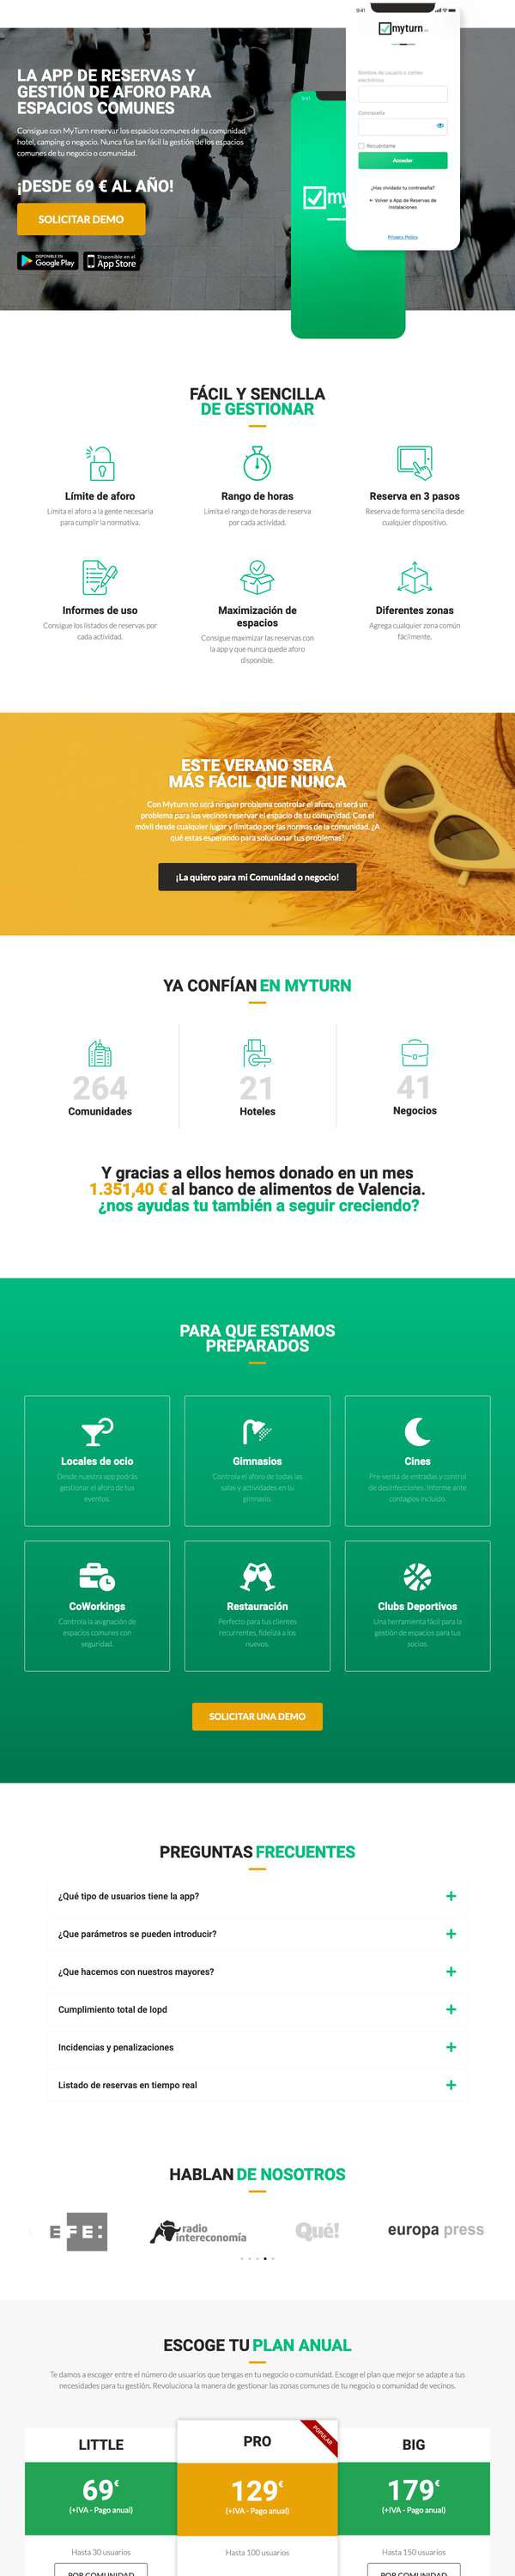 9:41
myturn
LA APP DE RESERVAS Y
GESTIÓN DE AFORO PARA
ESPACIOS COMUNES
Consigue con MyTurn reservar los espacios comunes de tu comunidad,
hotel, camping o negocio. Nunca fue tan fácil la gestión de los espacios
comunes de tu negocio o comunidad.
¡DESDE 69 € AL AÑO!
SOLICITAR DEMO
DISPONIBLE EN
Google Play
Disponible en el
App Store
9:41
my
Nombre de usuario o correo
electrónico
Contraseña
Recuérdame
Acceder
¿Has olvidado tu contraseña?
← Volver a App de Reservas de
Instalaciones
Privacy Policy
FÁCIL Y SENCILLA
DE GESTIONAR
Límite de aforo
Limita el aforo a la gente necesaria
para cumplir la normativa.
Rango de horas
Limita el rango de horas de reserva
por cada actividad.
Reserva en 3 pasos
Reserva de forma sencilla desde
cualquier dispositivo.
Informes de uso
Consigue los listados de reservas por
cada actividad.
Maximización de
espacios
Consigue maximizar las reservas con
la app y que nunca quede aforo
disponible.
Diferentes zonas
Agrega cualquier zona común
fácilmente.
ESTE VERANO SERÁ
MÁS FÁCIL QUE NUNCA
Con Myturn no será ningún problema controlar el aforo, ni será un
problema para los vecinos reservar el espacio de tu comunidad. Con el
móvil desde cualquier lugar y limitado por las normas de la comunidad. ¿A
qué estas esperando para solucionar tus problemas?
¡La quiero para mi Comunidad o negocio!
YA CONFÍAN EN MYTURN
264
Comunidades
21
Hoteles
41
Negocios
Y gracias a ellos hemos donado en un mes
1.351,40 € al banco de alimentos de Valencia.
¿nos ayudas tu también a seguir creciendo?
PARA QUE ESTAMOS
PREPARADOS
Locales de ocio
Desde nuestra app podrás
gestionar el aforo de tus
eventos.
Gimnasios
Controla el aforo de todas las
salas y actividades en tu
gimnasio.
Cines
Pre-venta de entradas y control
de desinfecciones. Informe ante
contagios incluido.
CoWorkings
Controla la asignación de
espacios comunes con
seguridad.
Restauración
Perfecto para tus clientes
recurrentes, fideliza a los
nuevos.
Clubs Deportivos
Una herramienta fácil para la
gestión de espacios para tus
socios.
SOLICITAR UNA DEMO
PREGUNTAS FRECUENTES
¿Qué tipo de usuarios tiene la app?
¿Que parámetros se pueden introducir?
¿Que hacemos con nuestros mayores?
Cumplimiento total de lopd
Incidencias y penalizaciones
Listado de reservas en tiempo real
HABLAN DE NOSOTROS
EFE:
radio
intereconomía
Qué!
europa press
ESCOGE TU PLAN ANUAL
Te damos a escoger entre el número de usuarios que tengas en tu negocio o comunidad. Escoge el plan que mejor se adapte a tus
necesidades para tu gestión. Revoluciona la manera de gestionar las zonas comunes de tu negocio o comunidad de vecinos.
LITTLE
69€
(+IVA - Pago anual)
Hasta 30 usuarios
POR COMUNIDAD
PRO
POPULAR
129€
(+IVA - Pago anual)
Hasta 100 usuarios
BIG
179€
(+IVA - Pago anual)
Hasta 150 usuarios
POR COMUNIDAD